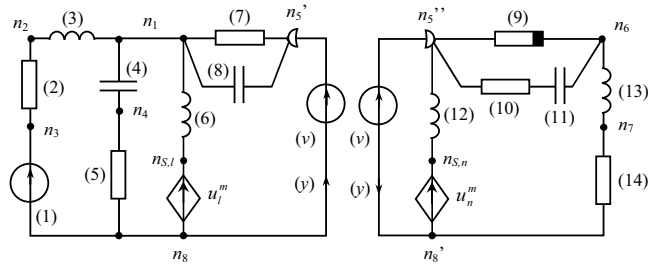 n2 (3) n1 (7) n5' n5'' (9) n6
(2) (4) (8) (10) (11) (13)
n3 n4 (6) (v) (v) (12) n7
(5) nS,l nS,n (14)
(1) u_l^m (y) (y) u_n^m
n8 n8'